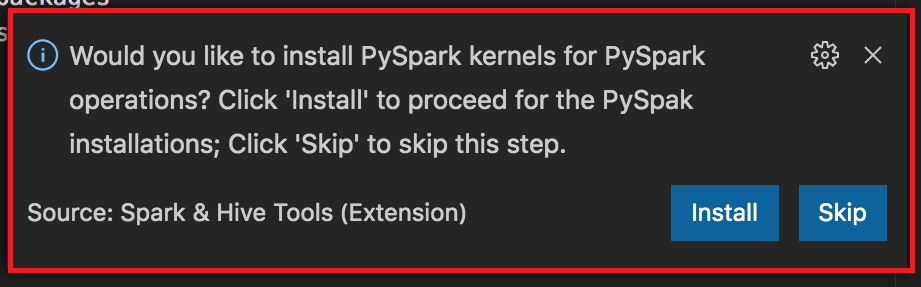 packages
Would you like to install PySpark kernels for PySpark
operations? Click 'Install' to proceed for the PySpak
installations; Click 'Skip' to skip this step.
Source: Spark & Hive Tools (Extension)
Install
Skip